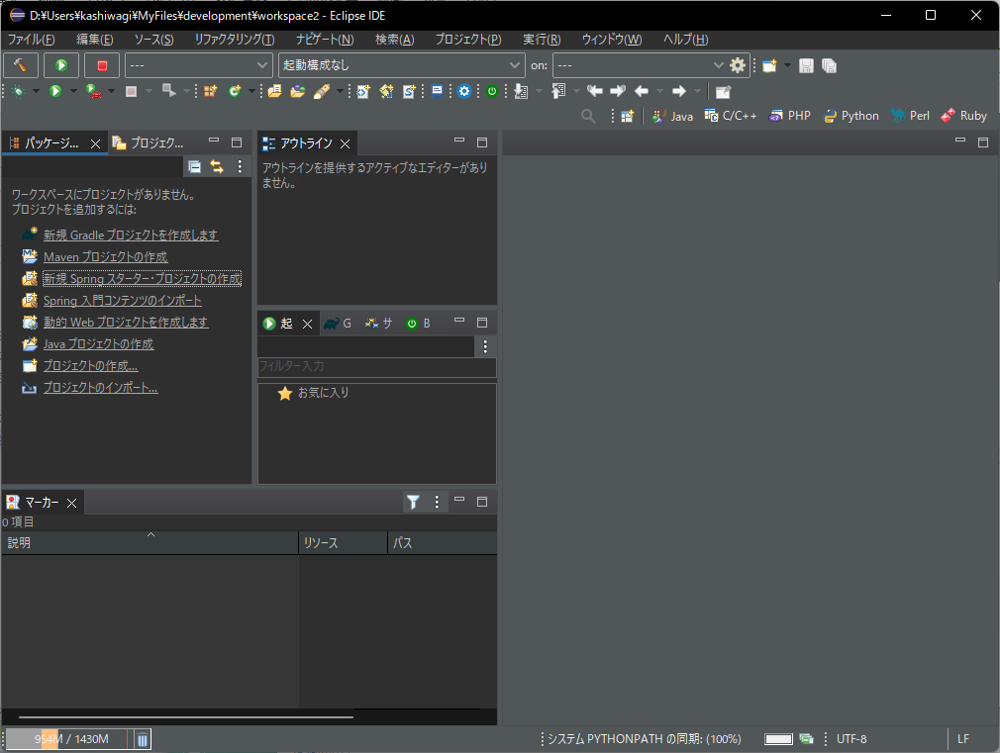 D:¥Users¥kashiwagi¥MyFiles¥development¥workspace2 - Eclipse IDE
ファイル(F) 編集(E) ソース(S) リファクタリング(T) ナビゲート(N) 検索(A) プロジェクト(P) 実行(R) ウィンドウ(W) ヘルプ(H)
--- 起動構成なし on: ---
Java C/C++ PHP Python Perl Ruby
パッケージ... プロジェク...
ワークスペースにプロジェクトがありません。
プロジェクトを追加するには:
新規 Gradle プロジェクトを作成します
Maven プロジェクトの作成
新規 Spring スターター・プロジェクトの作成
Spring 入門コンテンツのインポート
動的 Web プロジェクトを作成します
Java プロジェクトの作成
プロジェクトの作成...
プロジェクトのインポート...
アウトライン
アウトラインを提供するアクティブなエディターがあり
ません。
起 G サ B
フィルター入力
お気に入り
マーカー
0 項目
説明 リソース パス
954M / 1430M
システム PYTHONPATH の同期: (100%)
UTF-8
LF